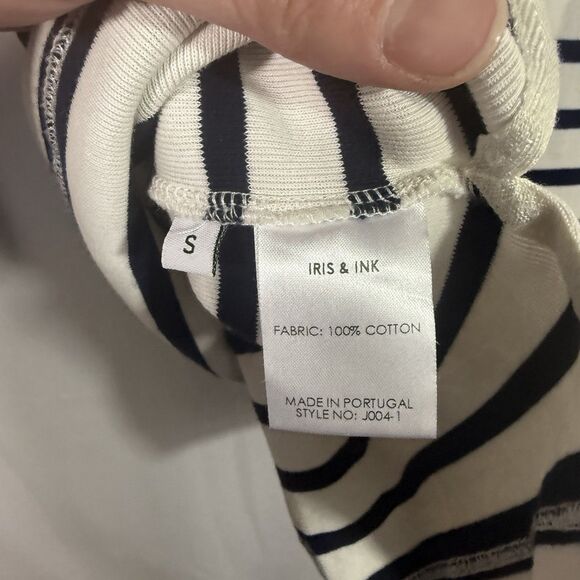 S
IRIS & INK
FABRIC: 100% COTTON
MADE IN PORTUGAL
STYLE NO: J004-1